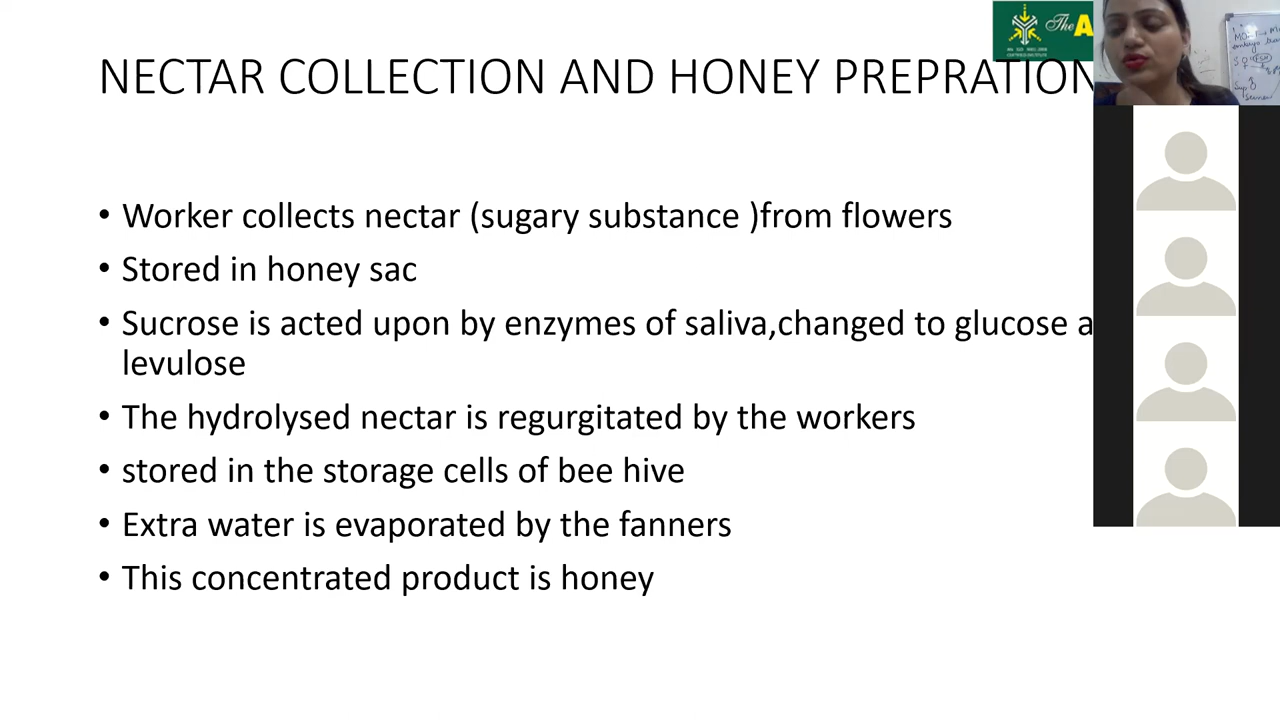 The A
NECTAR COLLECTION AND HONEY PREPRATION
• Worker collects nectar (sugary substance )from flowers
• Stored in honey sac
• Sucrose is acted upon by enzymes of saliva,changed to glucose a
levulose
• The hydrolysed nectar is regurgitated by the workers
• stored in the storage cells of bee hive
• Extra water is evaporated by the fanners
• This concentrated product is honey